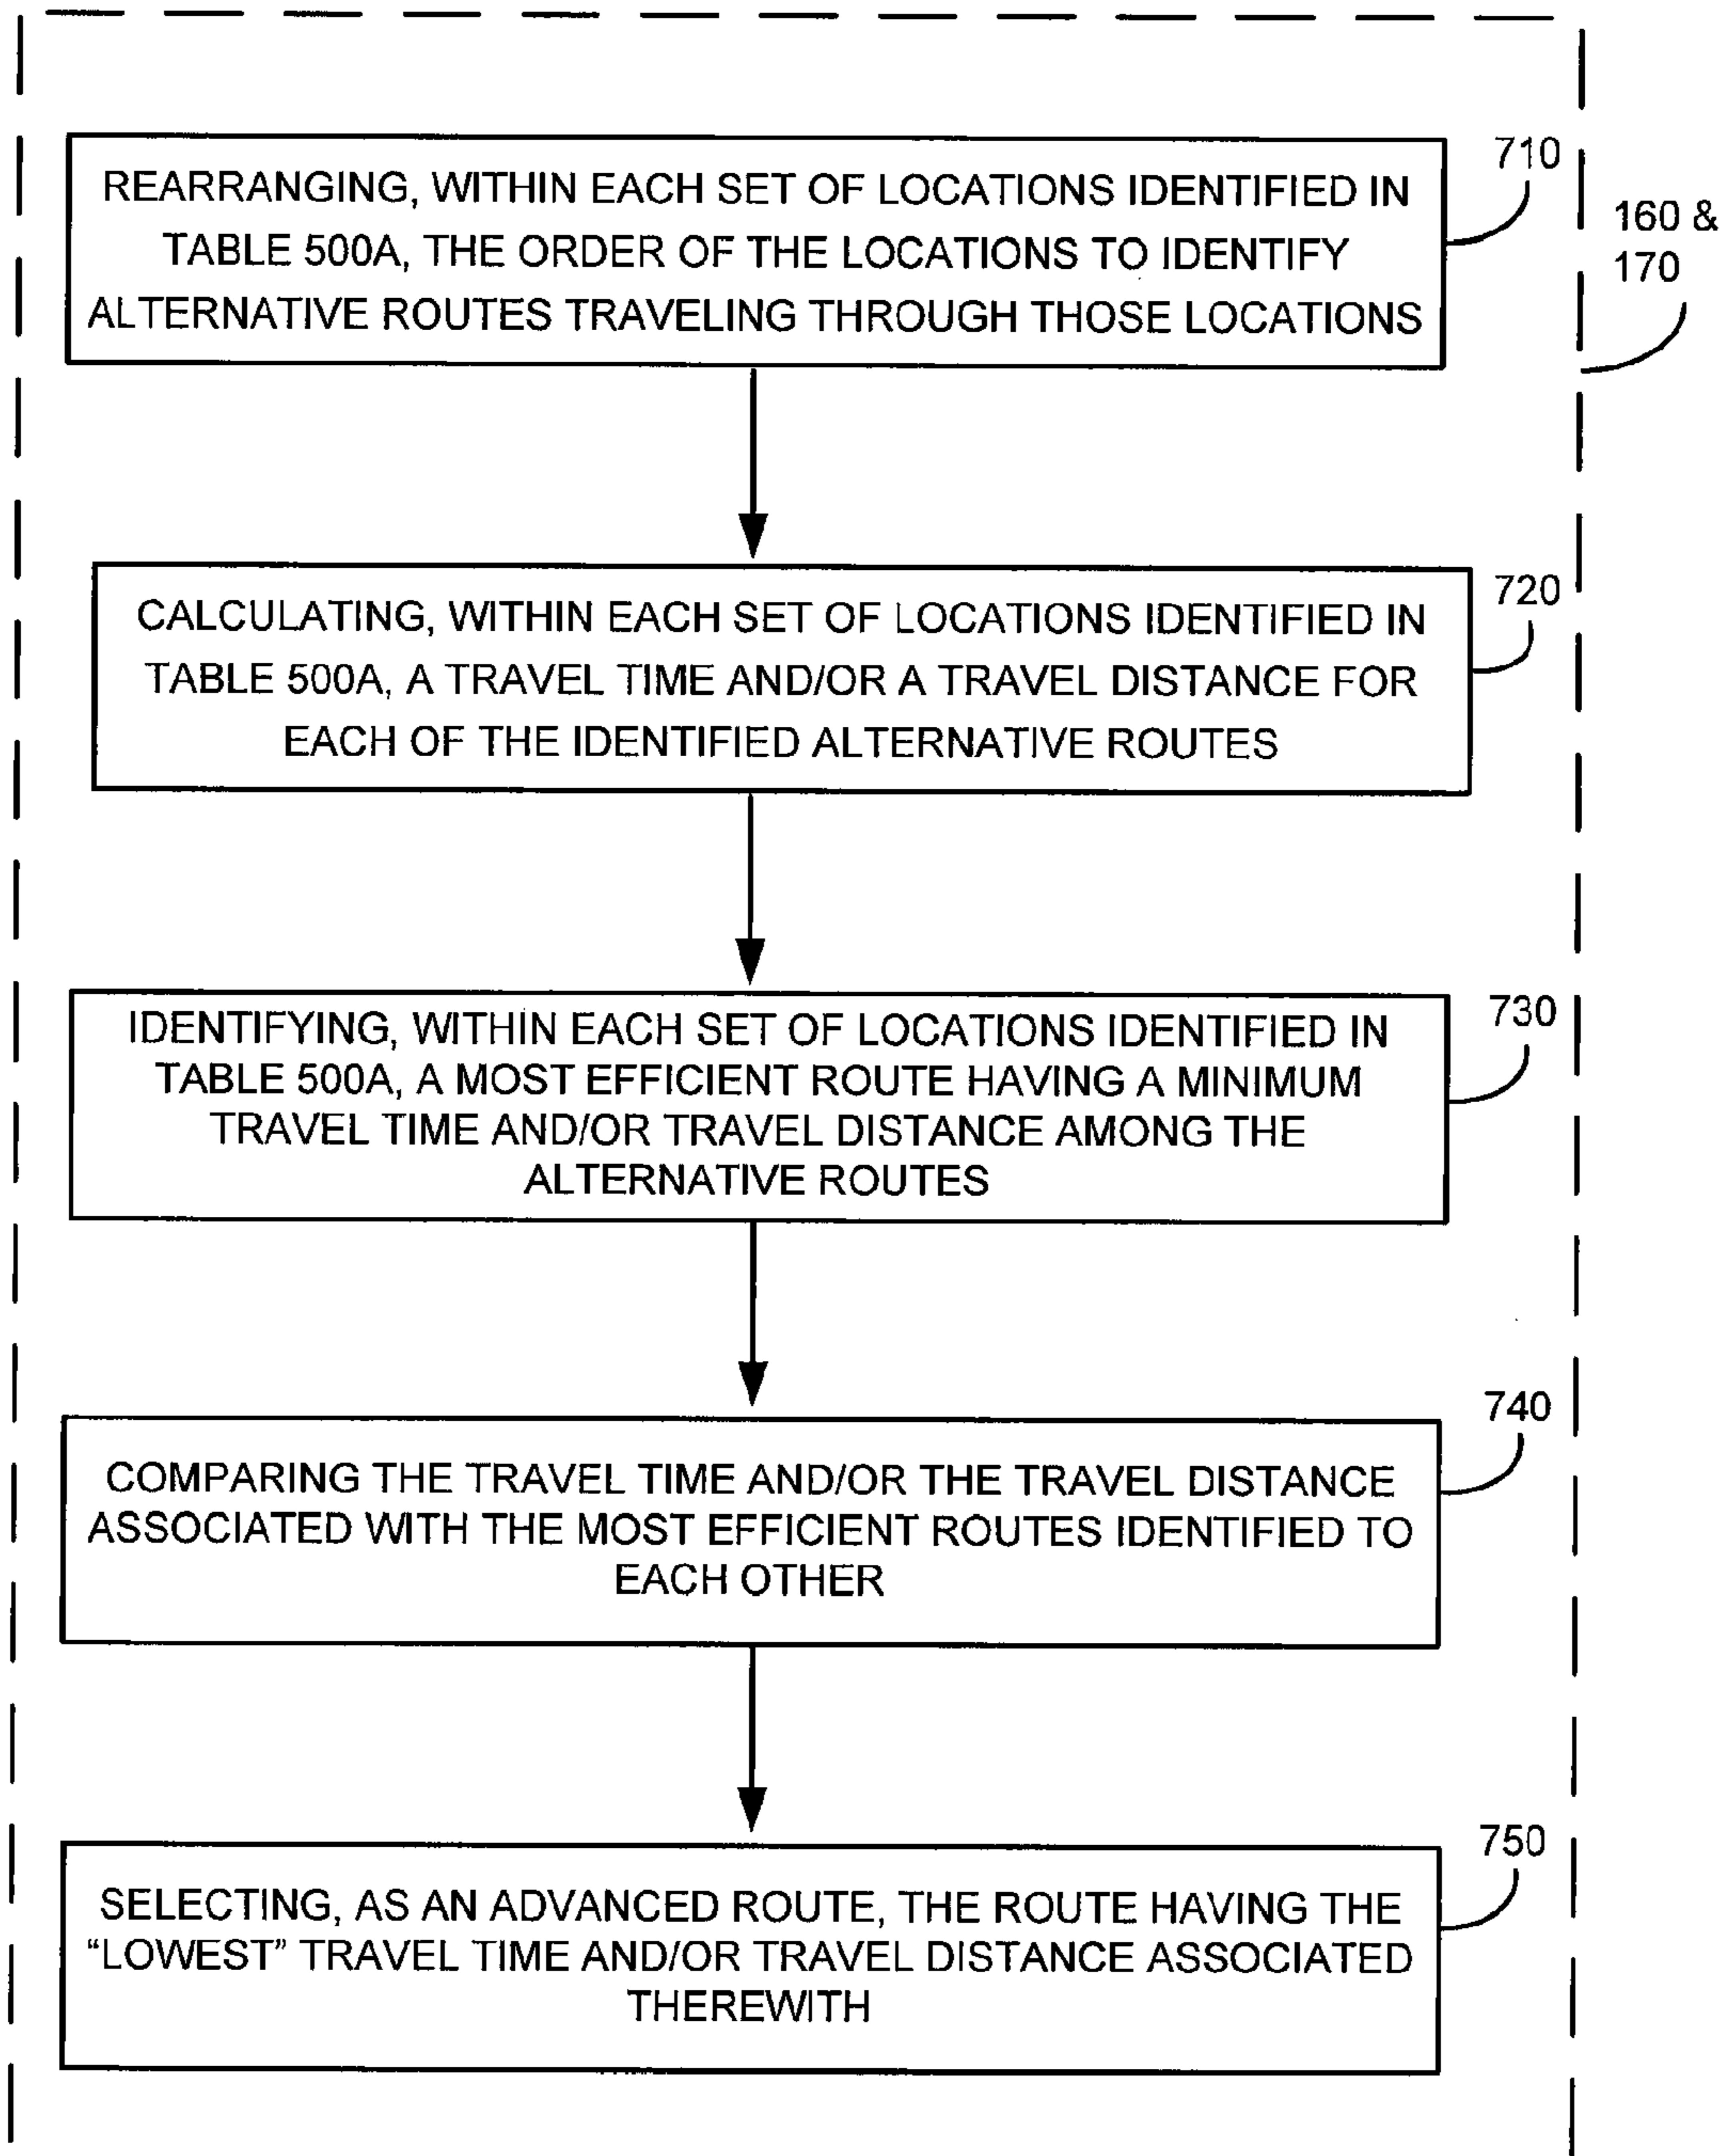 710
REARRANGING, WITHIN EACH SET OF LOCATIONS IDENTIFIED IN
TABLE 500A, THE ORDER OF THE LOCATIONS TO IDENTIFY
ALTERNATIVE ROUTES TRAVELING THROUGH THOSE LOCATIONS
160 &
170
720
CALCULATING, WITHIN EACH SET OF LOCATIONS IDENTIFIED IN
TABLE 500A, A TRAVEL TIME AND/OR A TRAVEL DISTANCE FOR
EACH OF THE IDENTIFIED ALTERNATIVE ROUTES
730
IDENTIFYING, WITHIN EACH SET OF LOCATIONS IDENTIFIED IN
TABLE 500A, A MOST EFFICIENT ROUTE HAVING A MINIMUM
TRAVEL TIME AND/OR TRAVEL DISTANCE AMONG THE
ALTERNATIVE ROUTES
740
COMPARING THE TRAVEL TIME AND/OR THE TRAVEL DISTANCE
ASSOCIATED WITH THE MOST EFFICIENT ROUTES IDENTIFIED TO
EACH OTHER
750
SELECTING, AS AN ADVANCED ROUTE, THE ROUTE HAVING THE
“LOWEST” TRAVEL TIME AND/OR TRAVEL DISTANCE ASSOCIATED
THEREWITH